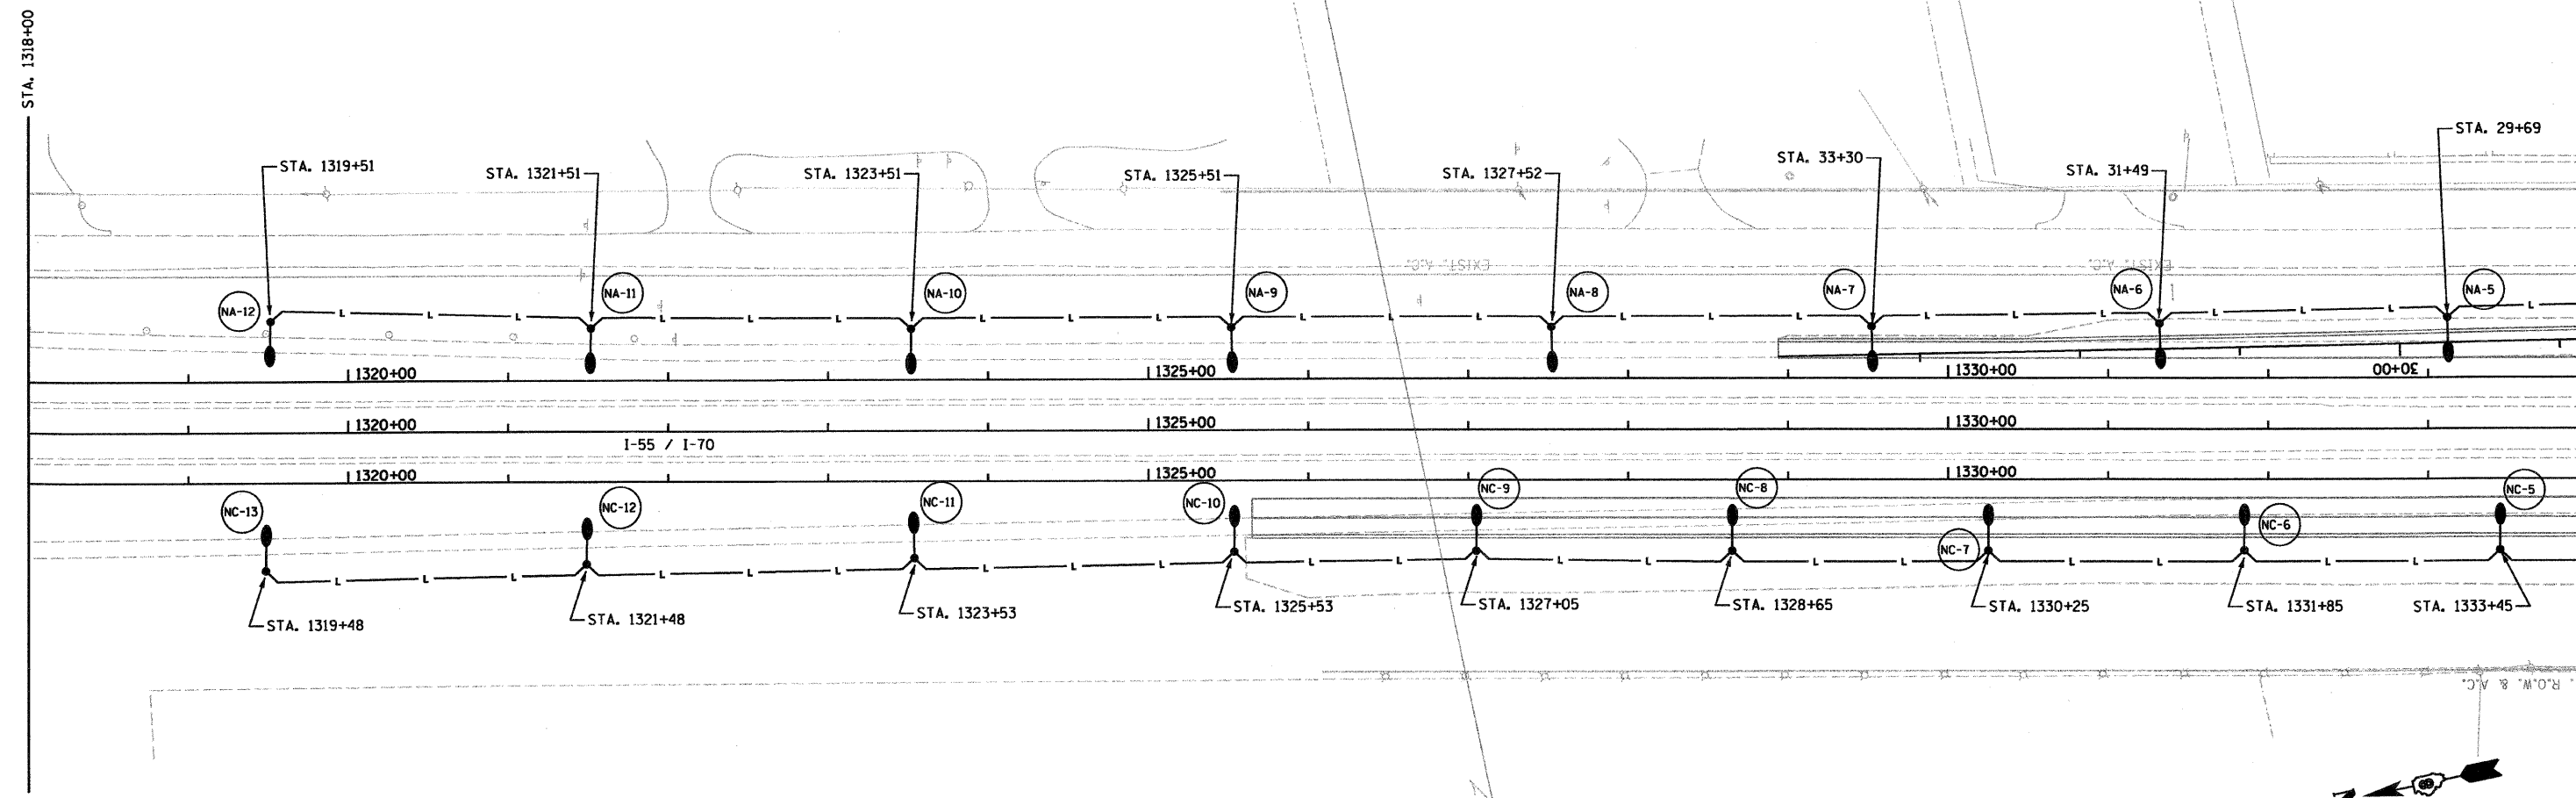 STA. 1318+00
STA. 1319+51
STA. 1321+51
STA. 1323+51
STA. 1325+51
STA. 1327+52
STA. 33+30
STA. 31+49
STA. 29+69
EXIST. A.C.
EXIST. A.C.
NA-12
NA-11
NA-10
NA-9
NA-8
NA-7
NA-6
NA-5
L L L L L L L L L L L L L L L L L L L L L L L
1320+00
1325+00
1330+00
30+00
1320+00
1325+00
1330+00
I-55 / I-70
1320+00
1325+00
1330+00
NC-13
NC-12
NC-11
NC-10
NC-9
NC-8
NC-7
NC-6
NC-5
L L L L L L L L L L L L L L L L L L L L
STA. 1319+48
STA. 1321+48
STA. 1323+53
STA. 1325+53
STA. 1327+05
STA. 1328+65
STA. 1330+25
STA. 1331+85
STA. 1333+45
R.O.W. & A.C.